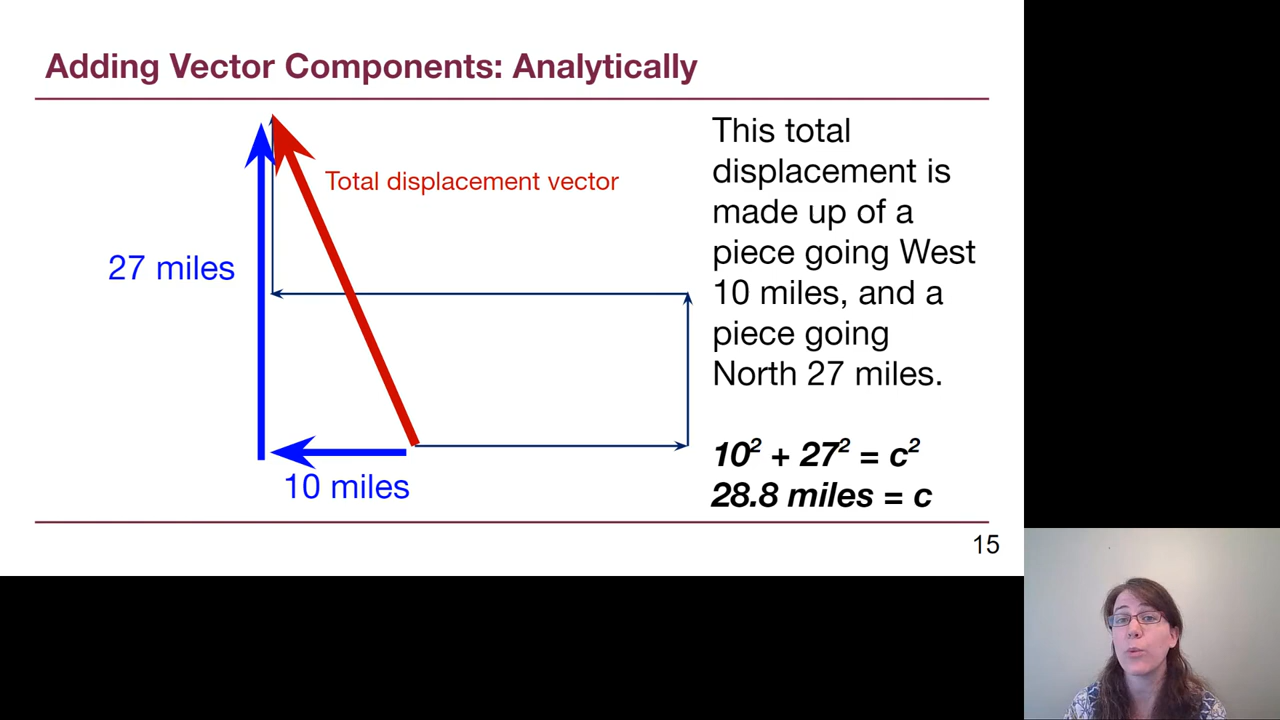 Adding Vector Components: Analytically
Total displacement vector
27 miles
10 miles
This total
displacement is
made up of a
piece going West
10 miles, and a
piece going
North 27 miles.
10² + 27² = c²
28.8 miles = c
15